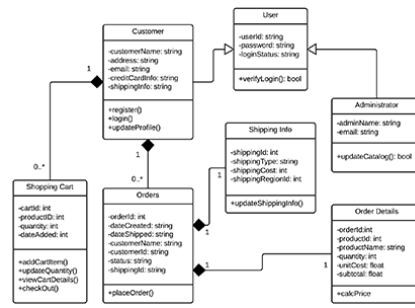 Customer
-customerName: string
-address: string
-email: string
-creditCardInfo: string
-shippingInfo: string
+register()
+login()
+updateProfile()
User
-userId: string
-password: string
-loginStatus: string
+verifyLogin(): bool
Administrator
-adminName: string
-email: string
+updateCatalog(): bool
1
0..*
1
0..*
Shopping Cart
-cartId: int
-productID: int
-quantity: int
-dateAdded: int
+addCartItem()
+updateQuantity()
+viewCartDetails()
+checkOut()
Orders
-orderId: int
-dateCreated: string
-dateShipped: string
-customerName: string
-customerId: string
-status: string
-shippingId: string
+placeOrder()
Shipping Info
-shippingId: int
-shippingType: string
-shippingCost: int
-shippingRegionId: int
+updateShippingInfo()
1
1
1
1
Order Details
-orderId:int
-productId: int
-productName: string
-quantity: int
-unitCost: float
-subtotal: float
+calcPrice